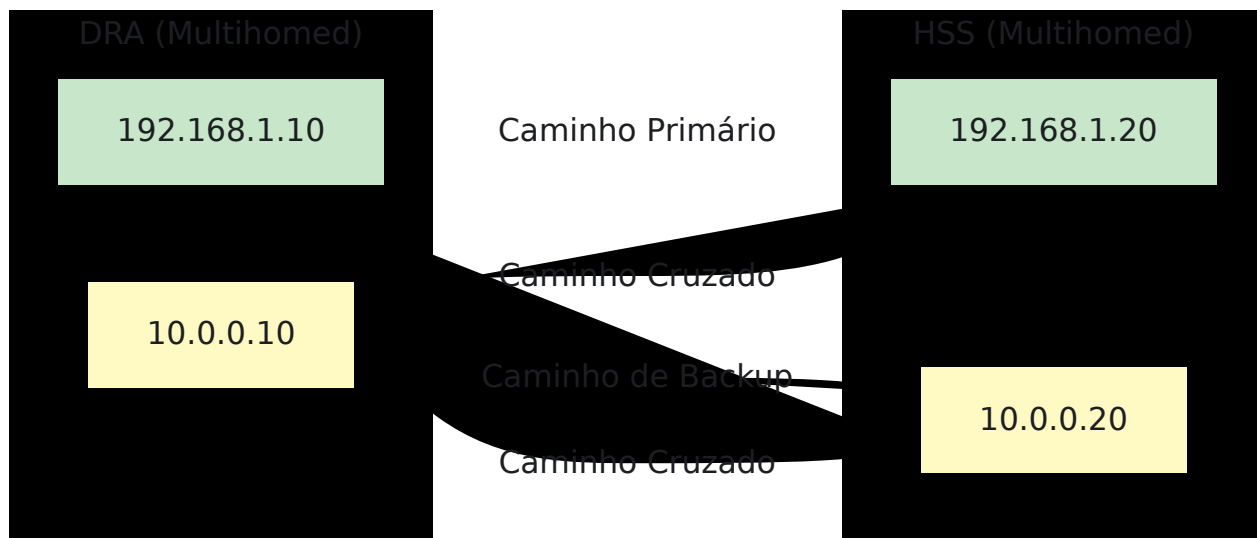 DRA (Multihomed)
HSS (Multihomed)
192.168.1.10
Caminho Primário
192.168.1.20
Caminho Cruzado
10.0.0.10
Caminho de Backup
10.0.0.20
Caminho Cruzado